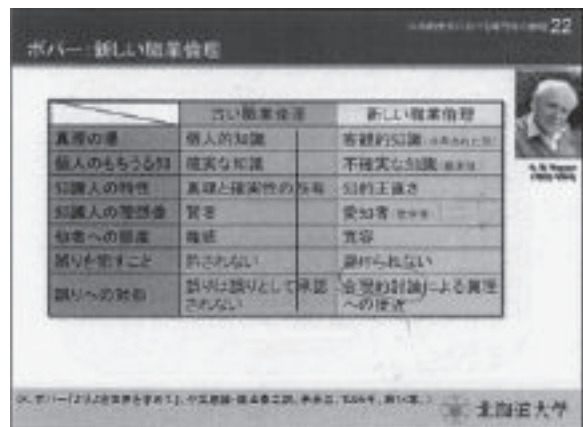 22
ポパー：新しい職業倫理
古い職業倫理 新しい職業倫理
真理の場 個人的知識 客観的知識
個人のもちうる知 確実な知識 不確実な知識
知識人の特性 真理と確実性の所有 知的正直さ
知識人の理想像 賢者 愛知者
他者への態度 権威 寛容
誤りを犯すこと 許されない 避けられない
誤りへの対処 誤りは誤りとして承認 合理的討論による真理
されない への接近
北海道大学